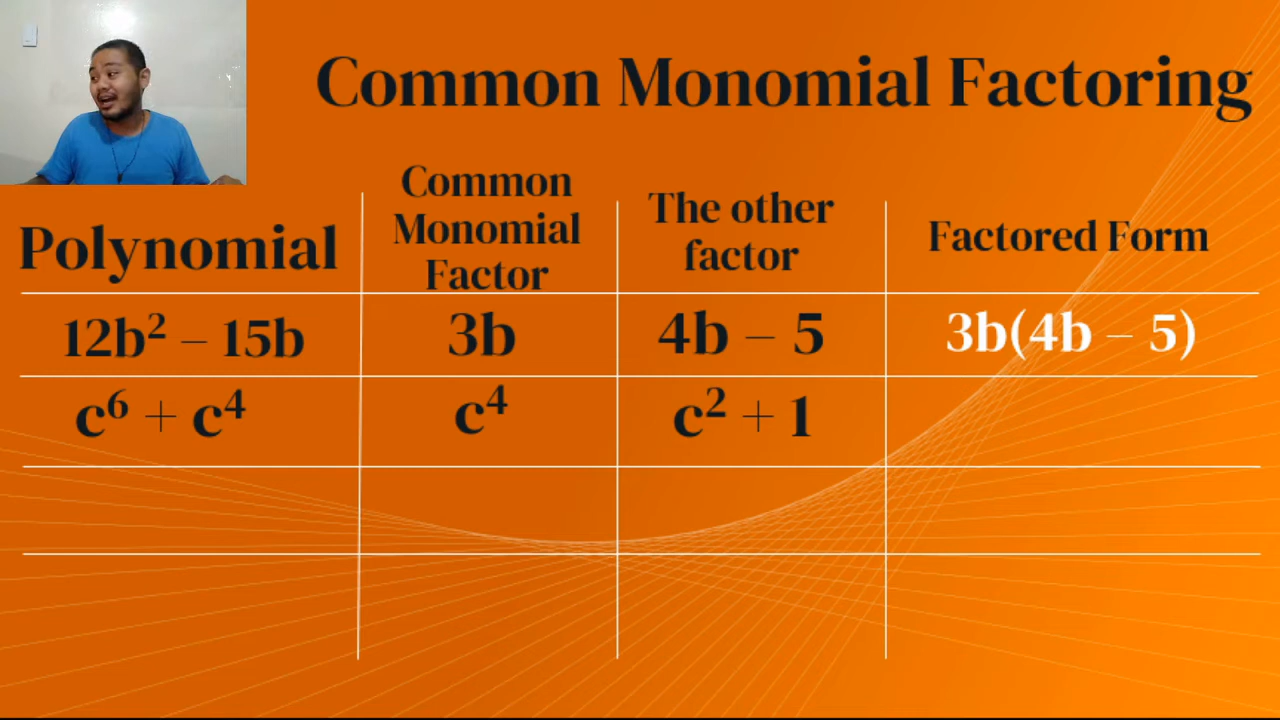 Common Monomial Factoring
Polynomial
Common
Monomial
Factor
The other
factor
Factored Form
12b² – 15b
3b
4b – 5
3b(4b – 5)
c⁶ + c⁴
c⁴
c² + 1